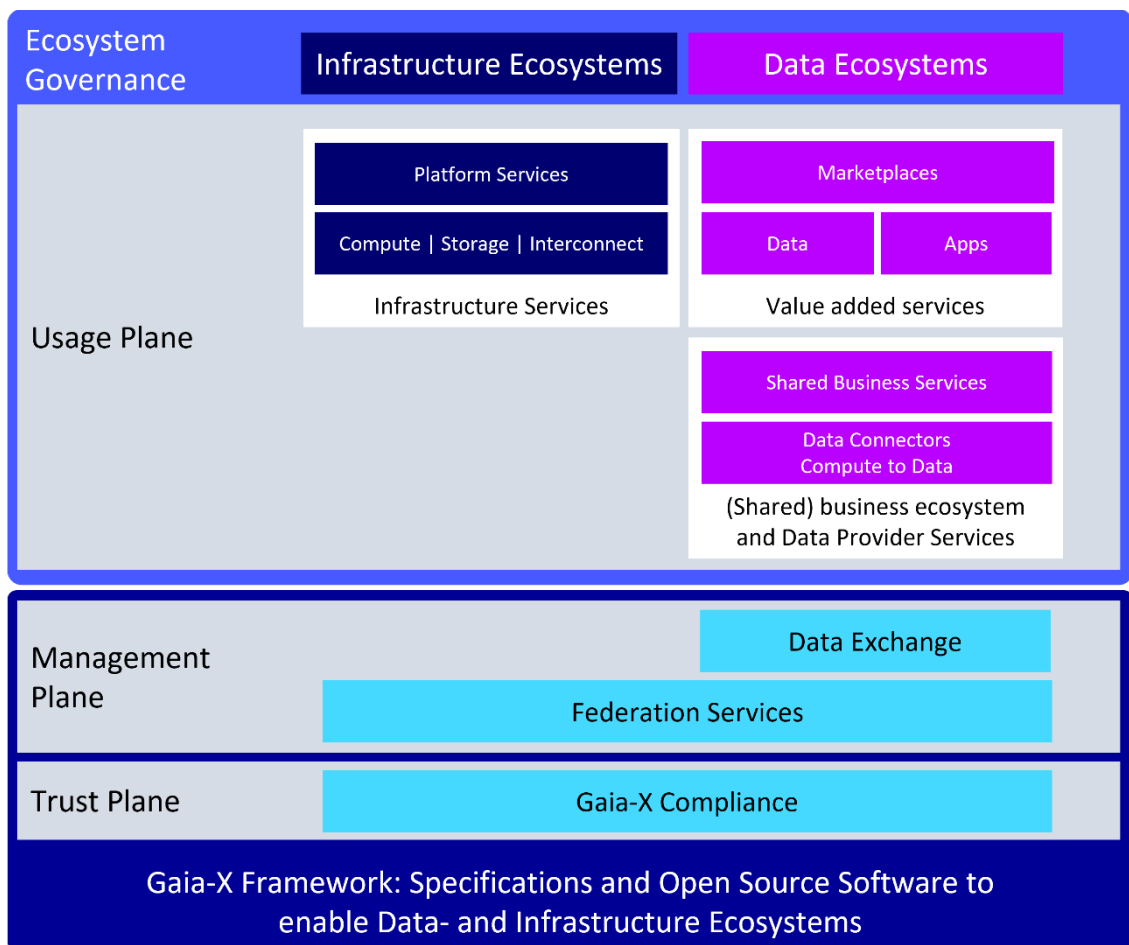 Ecosystem
Governance
Infrastructure Ecosystems
Data Ecosystems
Usage Plane
Platform Services
Compute | Storage | Interconnect
Infrastructure Services
Marketplaces
Data
Apps
Value added services
Shared Business Services
Data Connectors
Compute to Data
(Shared) business ecosystem
and Data Provider Services
Management
Plane
Data Exchange
Federation Services
Trust Plane
Gaia-X Compliance
Gaia-X Framework: Specifications and Open Source Software to
enable Data- and Infrastructure Ecosystems